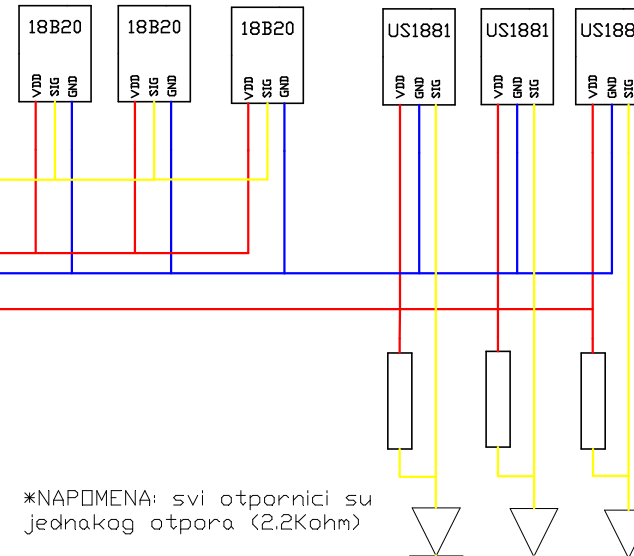 18B20 18B20 18B20 US1881 US1881 US188
VDD SIG GND VDD SIG GND VDD SIG GND VDD GND SIG VDD GND SIG VDD GND SIG
*NAPOMENA: svi otpornici su
jednakog otpora (2.2Kohm)